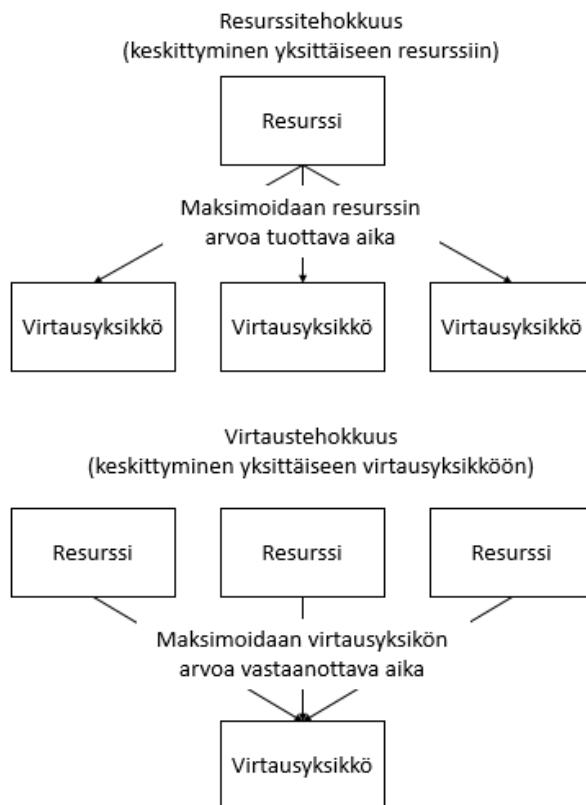 Resurssitehokkuus
(keskittyminen yksittäiseen resurssiin)
Resurssi
Maksimoidaan resurssin
arvoa tuottava aika
Virtausyksikkö
Virtausyksikkö
Virtausyksikkö
Virtaustehokkuus
(keskittyminen yksittäiseen virtausyksikköön)
Resurssi
Resurssi
Resurssi
Maksimoidaan virtausyksikön
arvoa vastaanottava aika
Virtausyksikkö